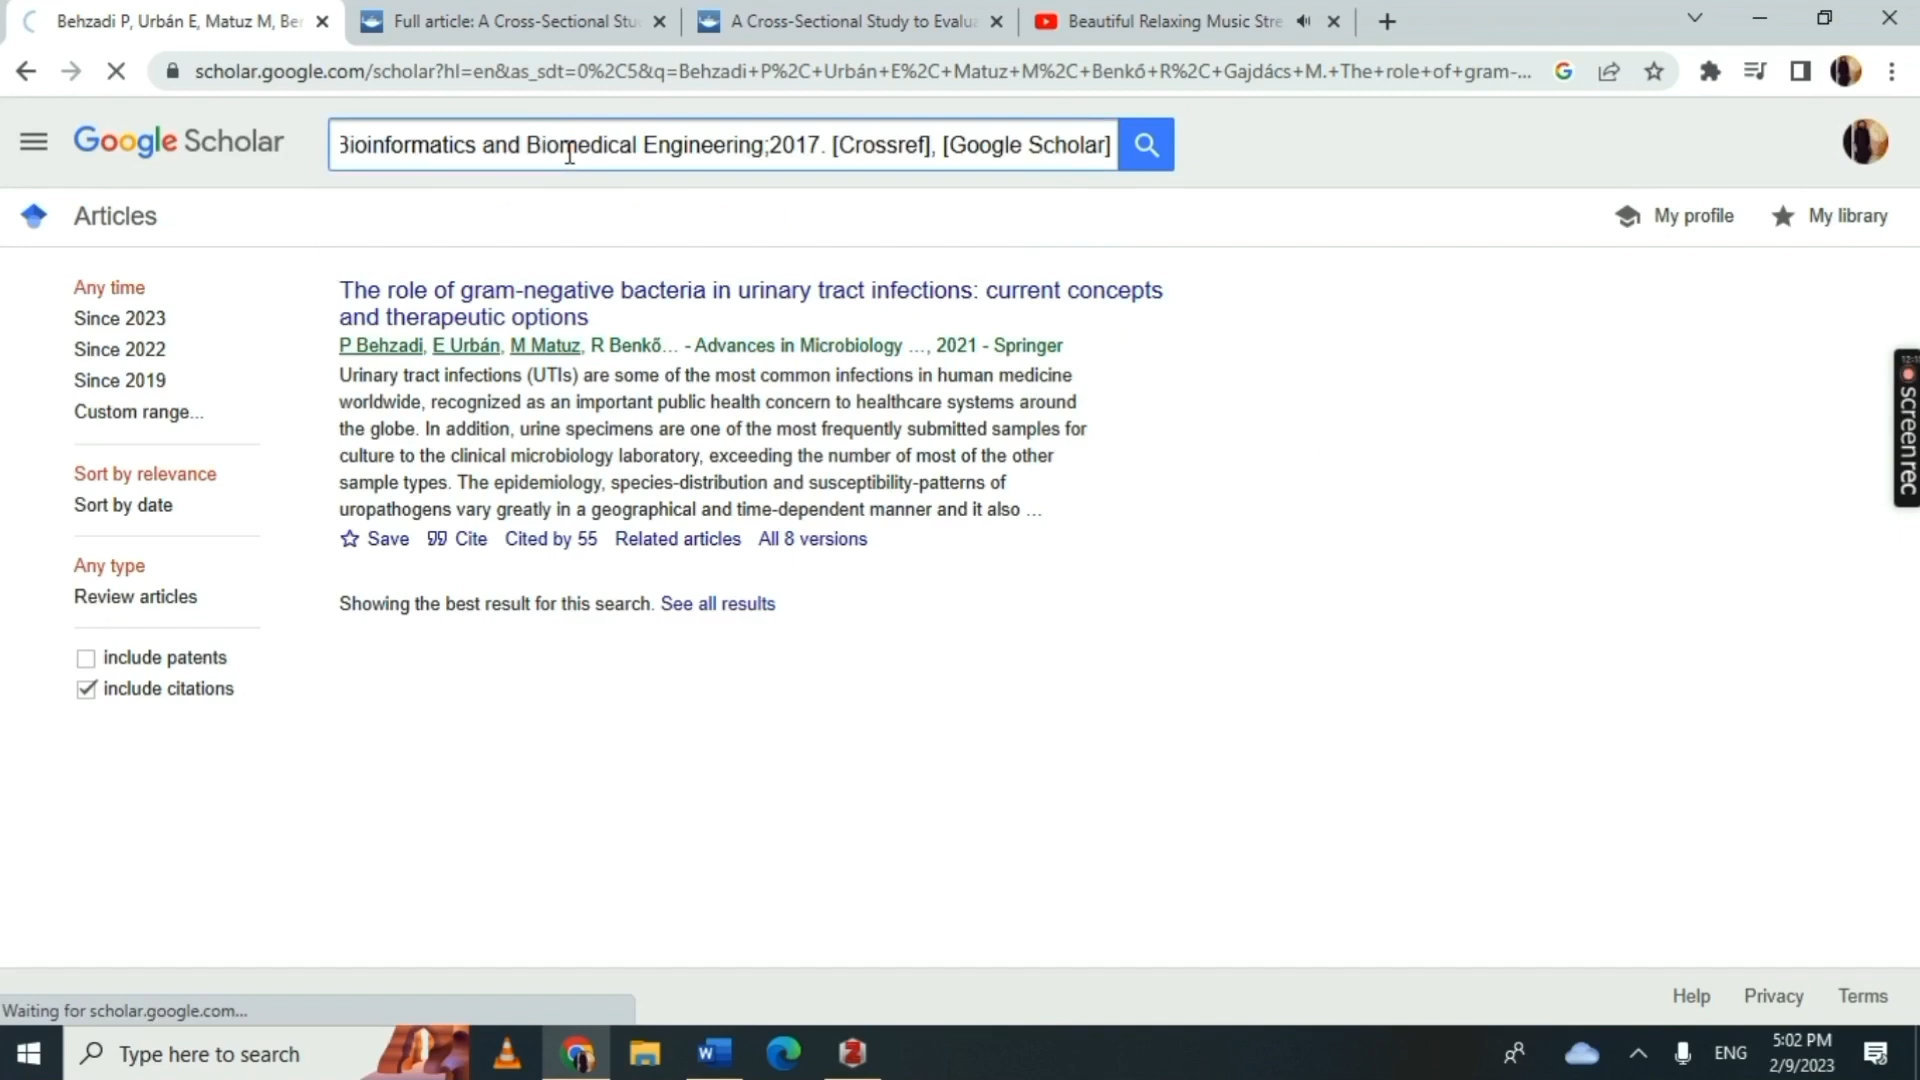 Behzadi P, Urbán E, Matuz M, Ber
Full article: A Cross-Sectional Stu
A Cross-Sectional Study to Evalua
Beautiful Relaxing Music Stre
scholar.google.com/scholar?hl=en&as_sdt=0%2C5&q=Behzadi+P%2C+Urbán+E%2C+Matuz+M%2C+Benkő+R%2C+Gajdács+M.+The+role+of+gram-...
Google Scholar
Bioinformatics and Biomedical Engineering;2017. [Crossref], [Google Scholar]
Articles
My profile
My library
Any time
Since 2023
Since 2022
Since 2019
Custom range...
Sort by relevance
Sort by date
Any type
Review articles
include patents
include citations
The role of gram-negative bacteria in urinary tract infections: current concepts
and therapeutic options
P Behzadi, E Urbán, M Matuz, R Benkő... - Advances in Microbiology ..., 2021 - Springer
Urinary tract infections (UTIs) are some of the most common infections in human medicine
worldwide, recognized as an important public health concern to healthcare systems around
the globe. In addition, urine specimens are one of the most frequently submitted samples for
culture to the clinical microbiology laboratory, exceeding the number of most of the other
sample types. The epidemiology, species-distribution and susceptibility-patterns of
uropathogens vary greatly in a geographical and time-dependent manner and it also ...
Save Cite Cited by 55 Related articles All 8 versions
Showing the best result for this search. See all results
screenrec
Help Privacy Terms
Waiting for scholar.google.com...
Type here to search
ENG
5:02 PM
2/9/2023